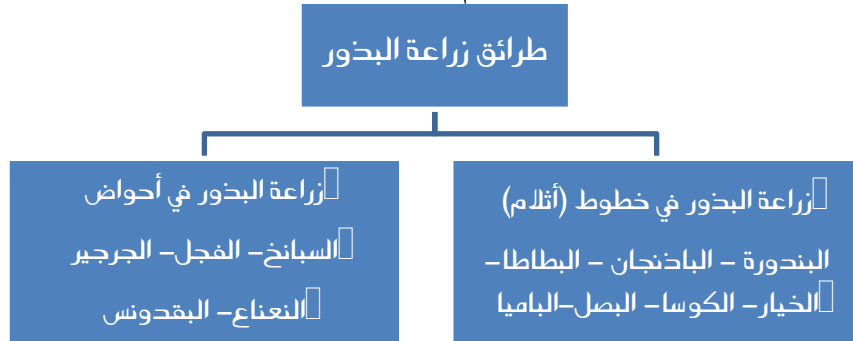 طرائق زراعة البذور
زراعة البذور في خطوط (أثلام)
البندورة – الباذنجان – البطاطا–
الخيار– الكوسا– البصل–الباميا
زراعة البذور في أحواض
السبانخ– الفجل– الجرجير
النعناع– البقدونس